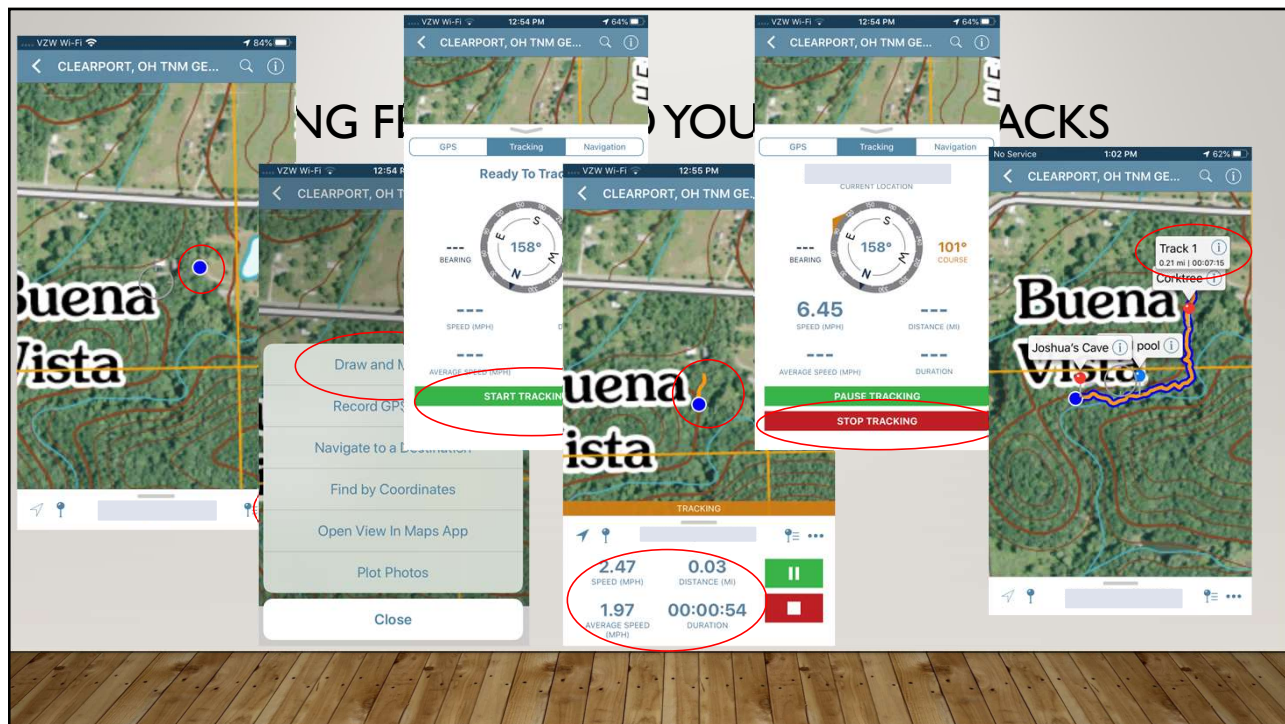 NG F
YOU
ACKS
.... VZW Wi-Fi
84%
CLEARPORT, OH TNM GE...
Buena
Vista
.... VZW Wi-Fi
12:54 P
CLEARPORT, OH T
Draw and M
Record GPS
Navigate to a Destination
Find by Coordinates
Open View In Maps App
Plot Photos
Close
.... VZW Wi-Fi
12:54 PM
64%
CLEARPORT, OH TNM GE...
GPS
Tracking
Navigation
Ready To Trac
S
E
W
N
158°
---
BEARING
---
SPEED (MPH)
D
---
AVERAGE SPEED (MPH)
START TRACKIN
.... VZW Wi-Fi
12:55 PM
CLEARPORT, OH TNM GE.
uena
ista
TRACKING
2.47
SPEED (MPH)
0.03
DISTANCE (MI)
1.97
AVERAGE SPEED
(MPH)
00:00:54
DURATION
.... VZW Wi-Fi
12:54 PM
64%
CLEARPORT, OH TNM GE...
GPS
Tracking
Navigation
CURRENT LOCATION
S
E
W
N
158°
---
BEARING
101°
COURSE
6.45
SPEED (MPH)
---
DISTANCE (MI)
---
AVERAGE SPEED (MPH)
---
DURATION
PAUSE TRACKING
STOP TRACKING
No Service
1:02 PM
62%
CLEARPORT, OH TNM GE...
Track 1
0.21 mi | 00:07:15
Corktree
Buena
Joshua's Cave
pool
Vista